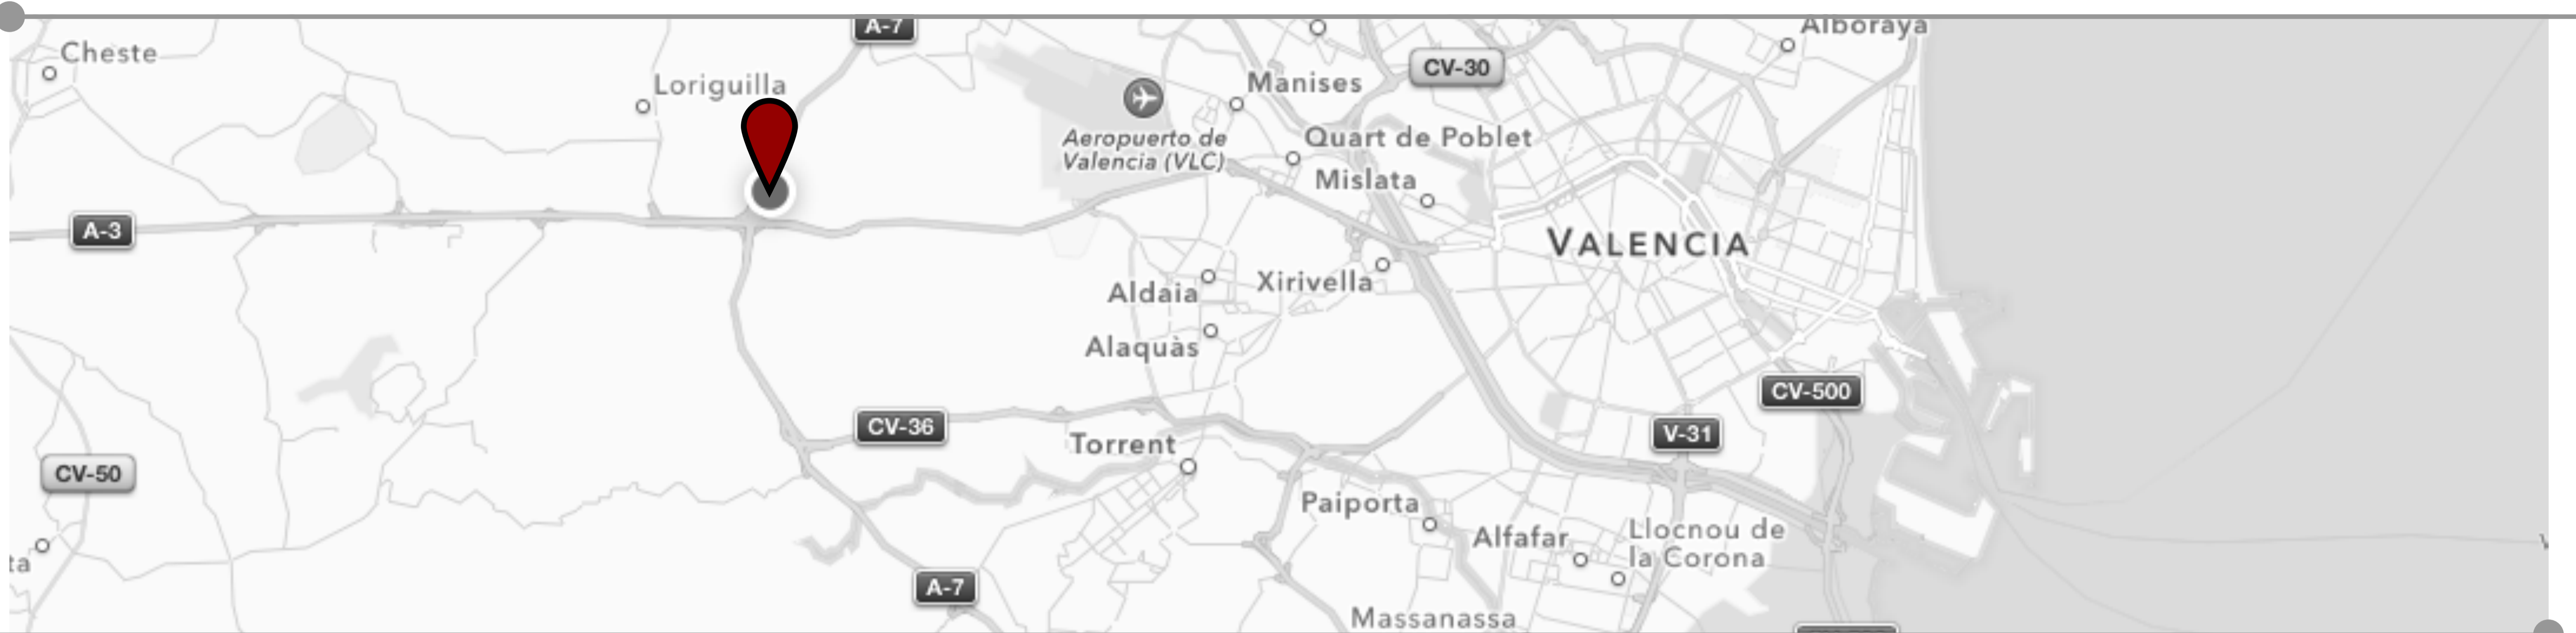 A-7
Alboraya
Cheste
CV-30
Loriguilla
Manises
Aeropuerto de
Valencia (VLC)
Quart de Poblet
Mislata
A-3
VALENCIA
Aldaia
Xirivella
Alaquàs
CV-500
CV-36
V-31
Torrent
CV-50
Paiporta
Alfafar
Llocnou de
la Corona
ta
A-7
Massanassa